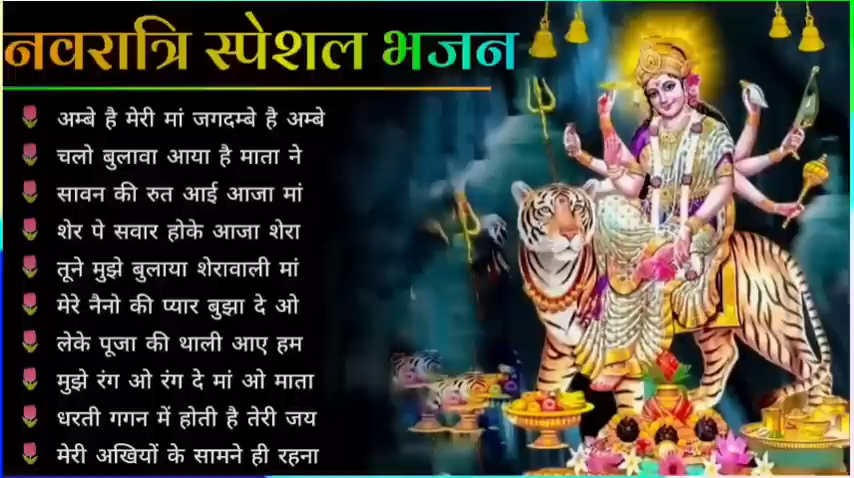 नवरात्रि स्पेशल भजन
अम्बे है मेरी मां जगदम्बे है अम्बे
चलो बुलावा आया है माता ने
सावन की रुत आई आजा मां
शेर पे सवार होके आजा शेरा
तूने मुझे बुलाया शेरावाली मां
मेरे नैनो की प्यार बुझा दे ओ
लेके पूजा की थाली आए हम
मुझे रंग ओ रंग दे मां ओ माता
धरती गगन में होती है तेरी जय
मेरी अखियों के सामने ही रहना